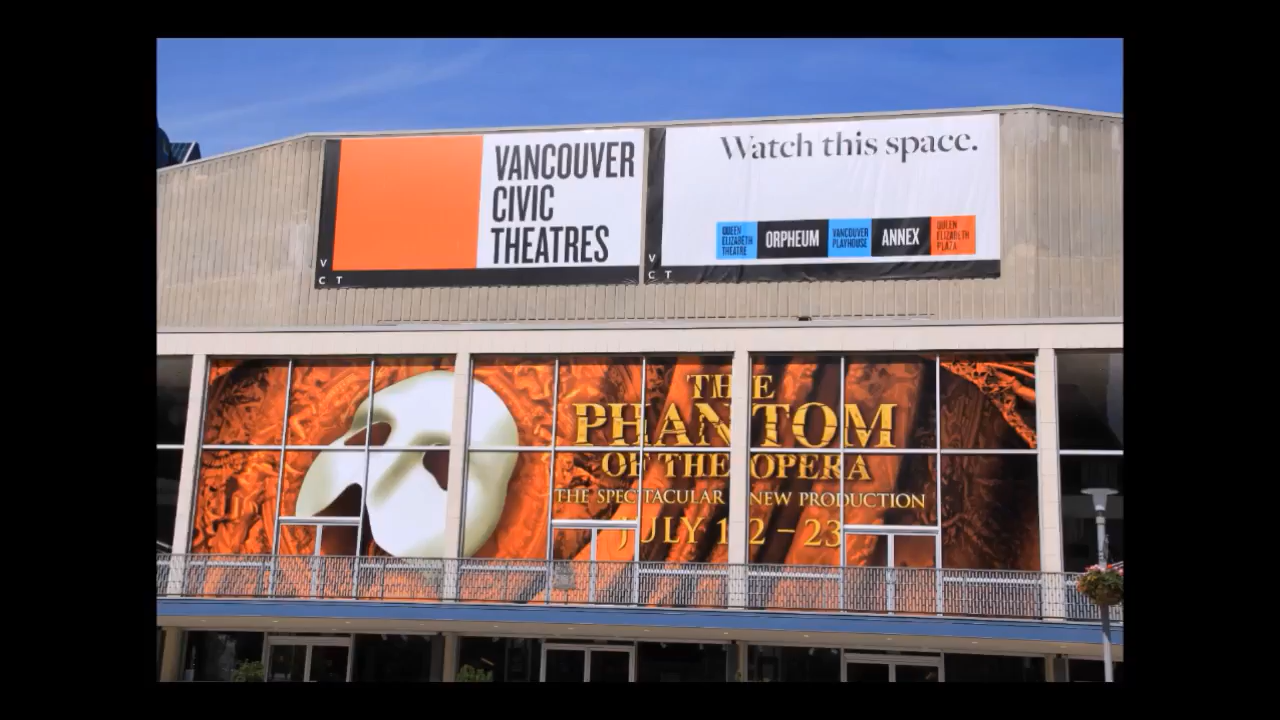 VANCOUVER
CIVIC
THEATRES
V
C T
Watch this space.
QUEEN
ELIZABETH
THEATRE
ORPHEUM
VANCOUVER
PLAYHOUSE
ANNEX
QUEEN
ELIZABETH
PLAZA
V
C T
THE
PHANTOM
OF THE OPERA
THE SPECTACULAR NEW PRODUCTION
JULY 12 – 23